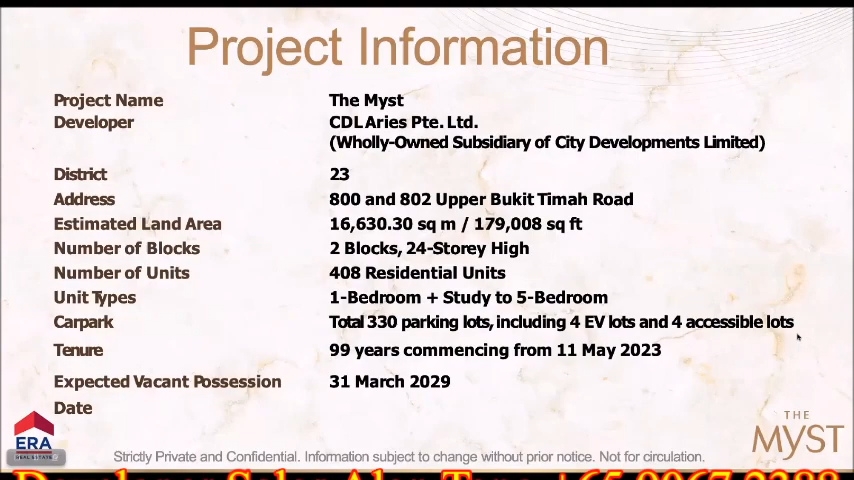 Project Information
Project Name The Myst
Developer CDL Aries Pte. Ltd.
(Wholly-Owned Subsidiary of City Developments Limited)
District 23
Address 800 and 802 Upper Bukit Timah Road
Estimated Land Area 16,630.30 sq m / 179,008 sq ft
Number of Blocks 2 Blocks, 24-Storey High
Number of Units 408 Residential Units
Unit Types 1-Bedroom + Study to 5-Bedroom
Carpark Total 330 parking lots, including 4 EV lots and 4 accessible lots
Tenure 99 years commencing from 11 May 2023
Expected Vacant Possession 31 March 2029
Date
THE
MYST
ERA
REAL ESTATE
Strictly Private and Confidential. Information subject to change without prior notice. Not for circulation.